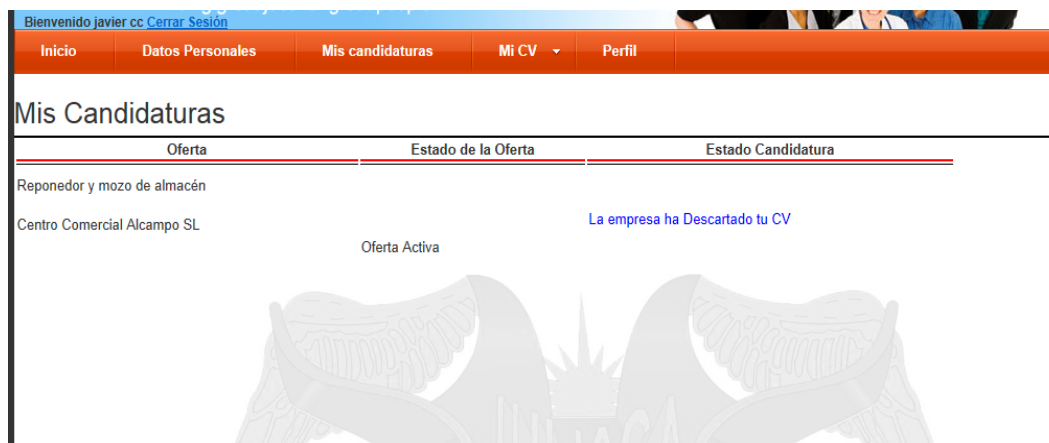 Bienvenido javier cc Cerrar Sesión
Inicio Datos Personales Mis candidaturas Mi CV Perfil
Mis Candidaturas
Oferta Estado de la Oferta Estado Candidatura
Reponedor y mozo de almacén
Centro Comercial Alcampo SL La empresa ha Descartado tu CV
Oferta Activa